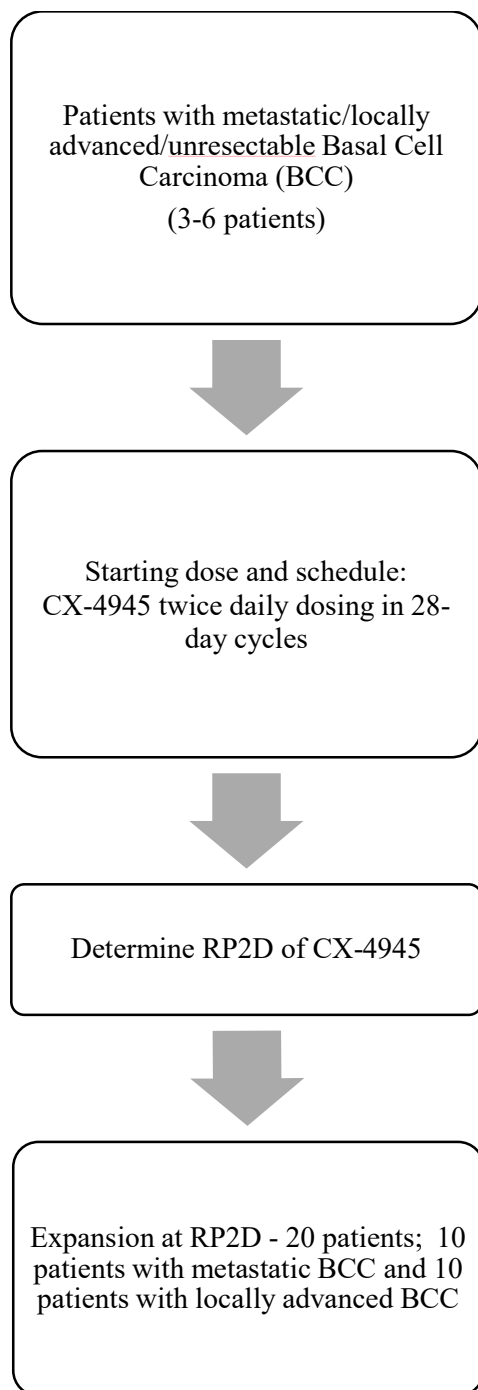 Patients with metastatic/locally
advanced/unresectable Basal Cell
Carcinoma (BCC)
(3-6 patients)
Starting dose and schedule:
CX-4945 twice daily dosing in 28-
day cycles
Determine RP2D of CX-4945
Expansion at RP2D - 20 patients;  10
patients with metastatic BCC and 10
patients with locally advanced BCC